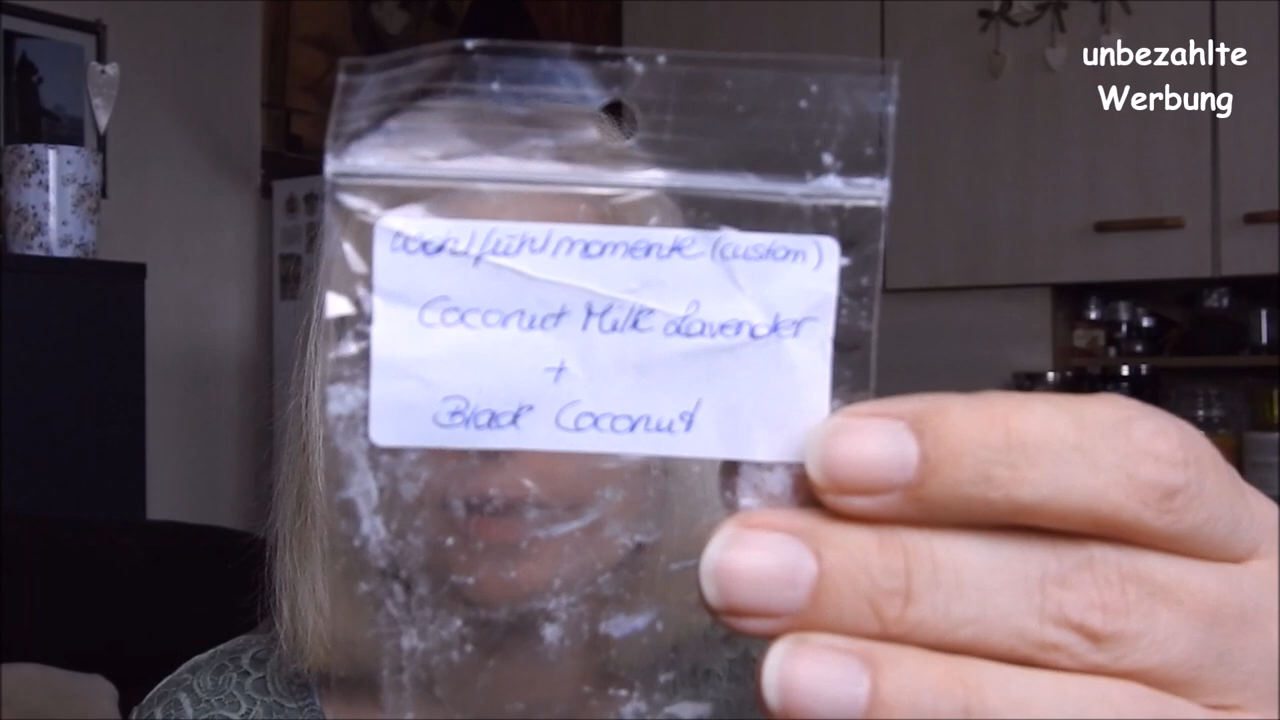 unbezahlte
Werbung
Wohlfühlmomente (custom)
Coconut Milk Lavender
+
Black Coconut